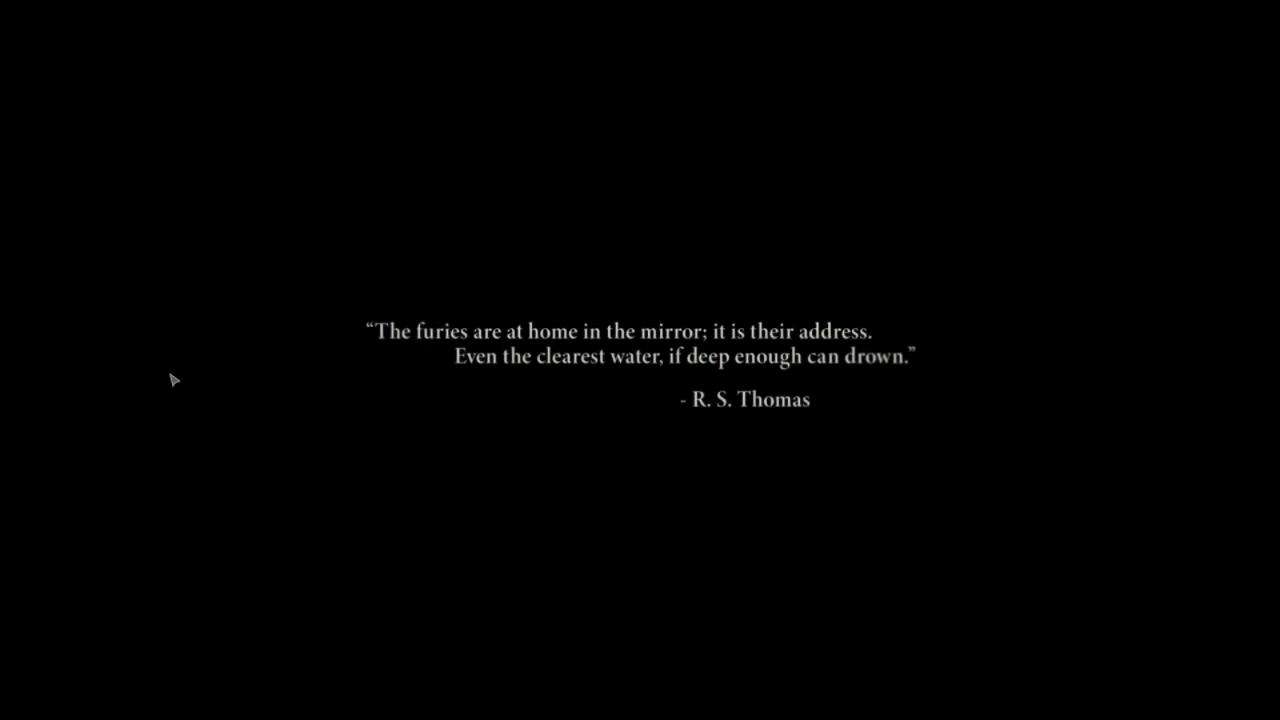 “The furies are at home in the mirror; it is their address.
Even the clearest water, if deep enough can drown.”
- R. S. Thomas